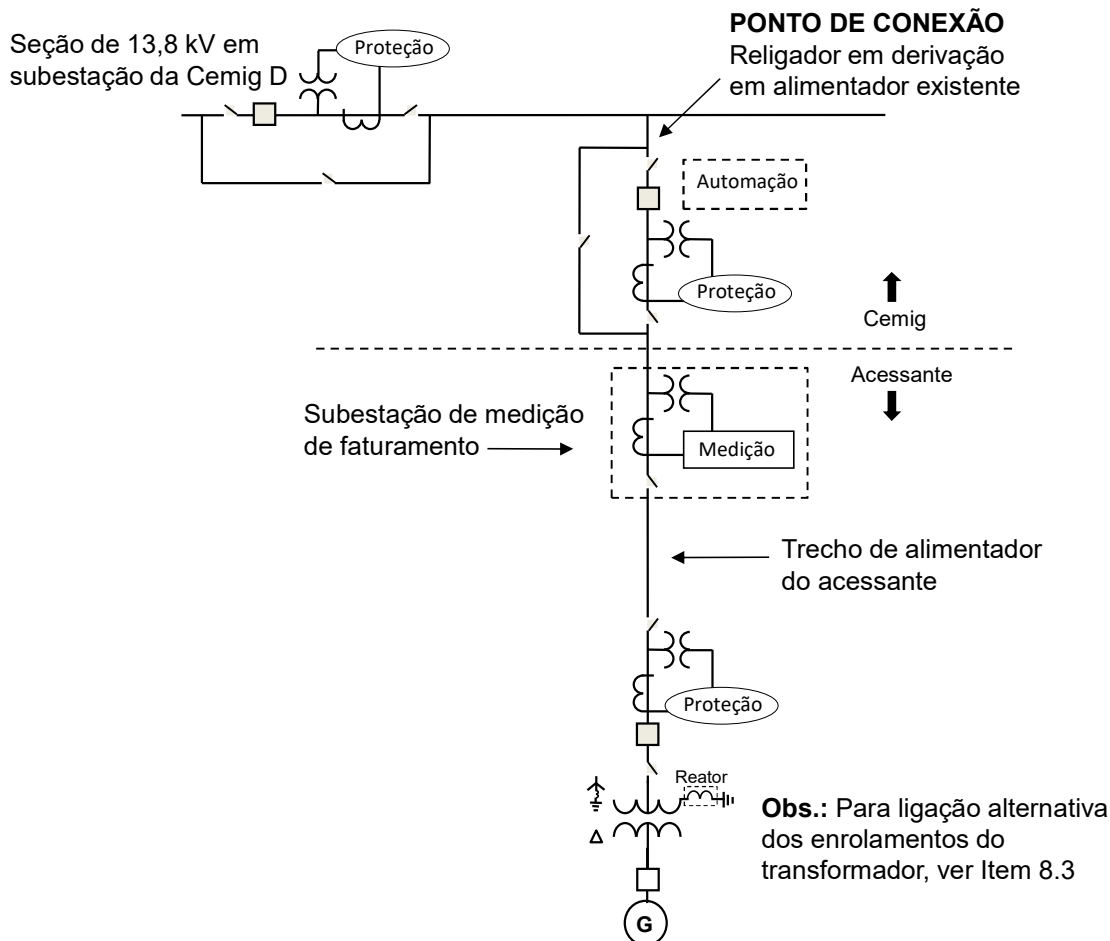 Seção de 13,8 kV em
subestação da Cemig D
Proteção
PONTO DE CONEXÃO
Religador em derivação
em alimentador existente
Automação
Proteção
Cemig
Acessante
Subestação de medição
de faturamento
Medição
Trecho de alimentador
do acessante
Proteção
Reator
Δ
Obs.: Para ligação alternativa
dos enrolamentos do
transformador, ver Item 8.3
G